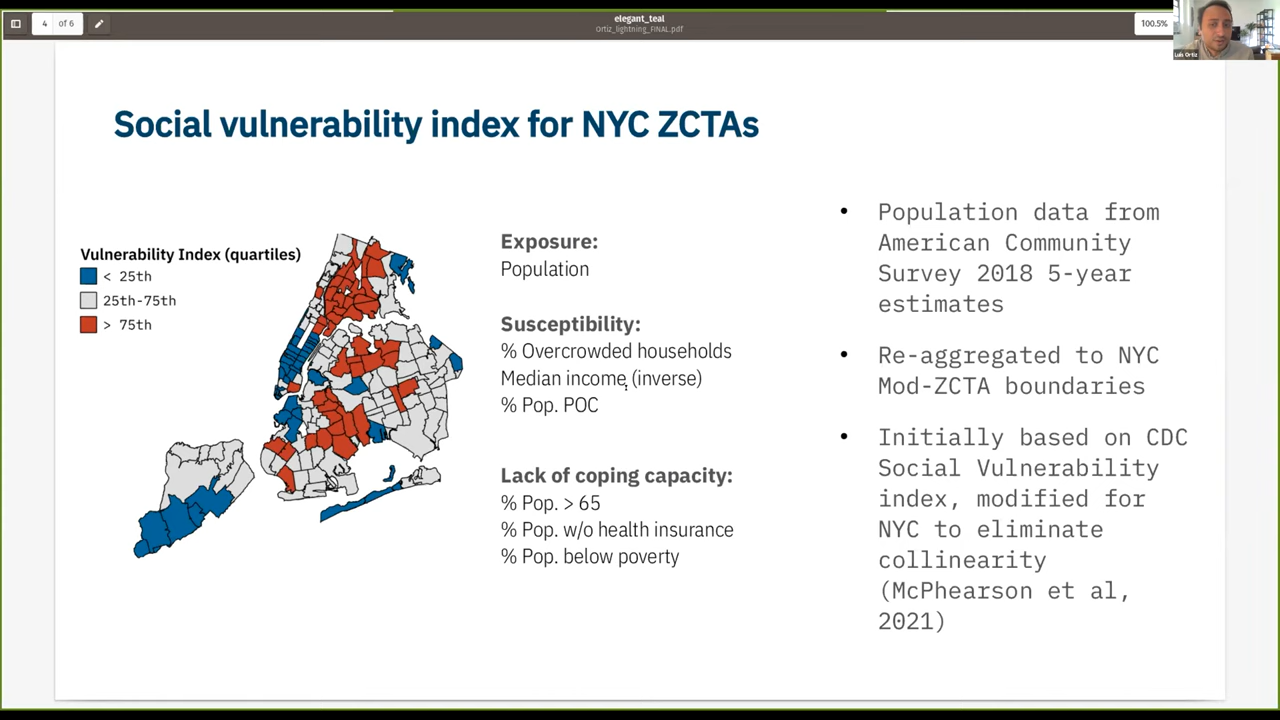 4 of 6
elegant_teal
Ortiz_lightning_FINAL.pdf
100.5%
Luis Ortiz
Social vulnerability index for NYC ZCTAs
Vulnerability Index (quartiles)
< 25th
25th-75th
> 75th
Exposure:
Population
Susceptibility:
% Overcrowded households
Median income (inverse)
% Pop. POC
Lack of coping capacity:
% Pop. > 65
% Pop. w/o health insurance
% Pop. below poverty
• Population data from
American Community
Survey 2018 5-year
estimates
• Re-aggregated to NYC
Mod-ZCTA boundaries
• Initially based on CDC
Social Vulnerability
index, modified for
NYC to eliminate
collinearity
(McPhearson et al,
2021)